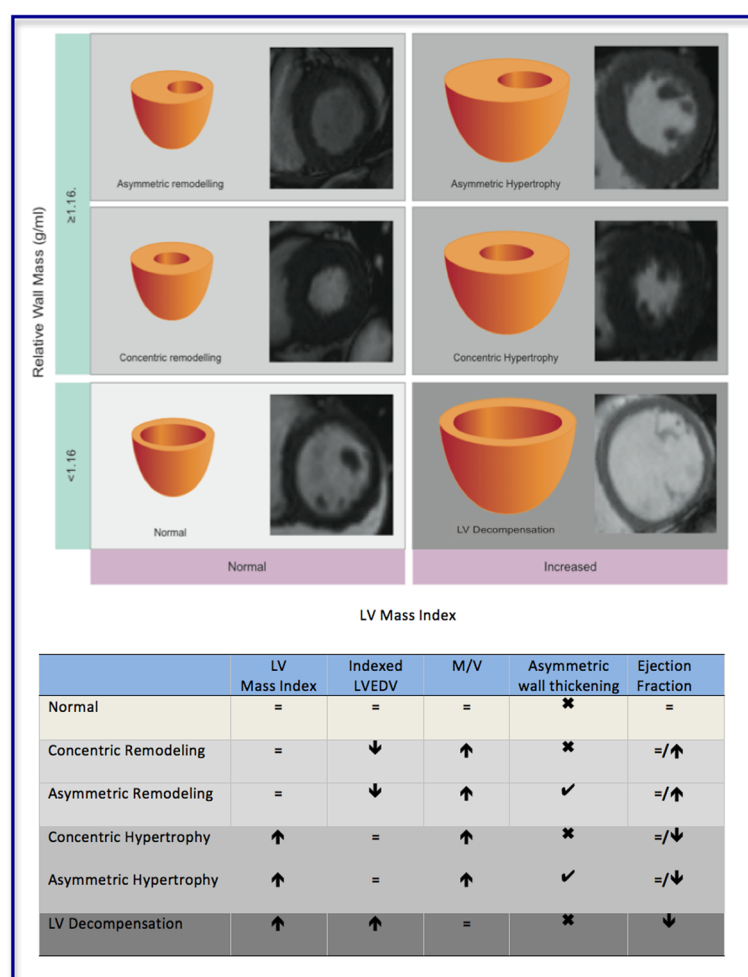 Relative Wall Mass (g/ml)
≥1.16.
<1.16
Asymmetric remodelling
Asymmetric Hypertrophy
Concentric remodelling
Concentric Hypertrophy
Normal
LV Decompensation
Normal
Increased
LV Mass Index
LV Mass Index
Indexed LVEDV
M/V
Asymmetric wall thickening
Ejection Fraction
Normal = = = ✖ =
Concentric Remodeling = ↓ ↑ ✖ =/↑
Asymmetric Remodeling = ↓ ↑ ✔ =/↑
Concentric Hypertrophy ↑ = ↑ ✖ =/↓
Asymmetric Hypertrophy ↑ = ↑ ✔ =/↓
LV Decompensation ↑ ↑ = ✖ ↓